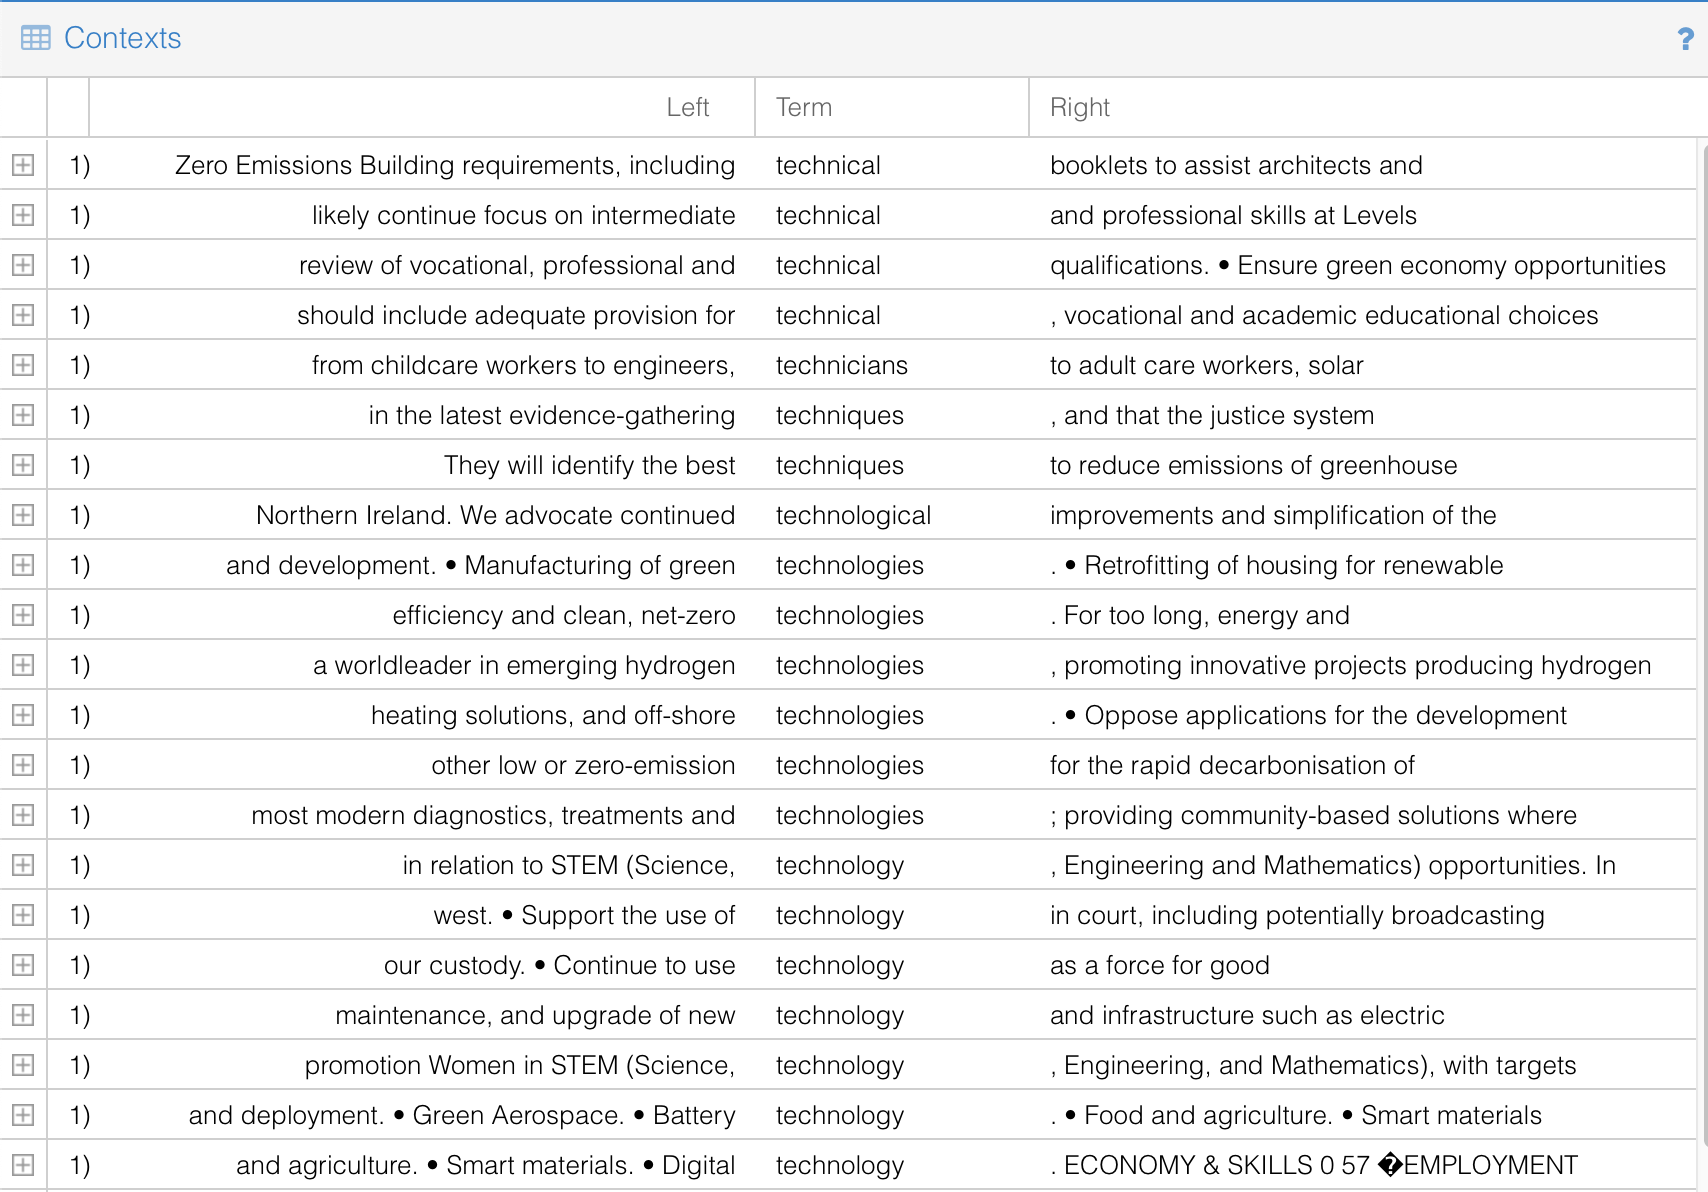 Contexts ?
Left Term Right
1) Zero Emissions Building requirements, including technical booklets to assist architects and
1) likely continue focus on intermediate technical and professional skills at Levels
1) review of vocational, professional and technical qualifications. • Ensure green economy opportunities
1) should include adequate provision for technical , vocational and academic educational choices
1) from childcare workers to engineers, technicians to adult care workers, solar
1) in the latest evidence-gathering techniques , and that the justice system
1) They will identify the best techniques to reduce emissions of greenhouse
1) Northern Ireland. We advocate continued technological improvements and simplification of the
1) and development. • Manufacturing of green technologies . • Retrofitting of housing for renewable
1) efficiency and clean, net-zero technologies . For too long, energy and
1) a worldleader in emerging hydrogen technologies , promoting innovative projects producing hydrogen
1) heating solutions, and off-shore technologies . • Oppose applications for the development
1) other low or zero-emission technologies for the rapid decarbonisation of
1) most modern diagnostics, treatments and technologies ; providing community-based solutions where
1) in relation to STEM (Science, technology , Engineering and Mathematics) opportunities. In
1) west. • Support the use of technology in court, including potentially broadcasting
1) our custody. • Continue to use technology as a force for good
1) maintenance, and upgrade of new technology and infrastructure such as electric
1) promotion Women in STEM (Science, technology , Engineering, and Mathematics), with targets
1) and deployment. • Green Aerospace. • Battery technology . • Food and agriculture. • Smart materials
1) and agriculture. • Smart materials. • Digital technology . ECONOMY & SKILLS 0 57 �EMPLOYMENT